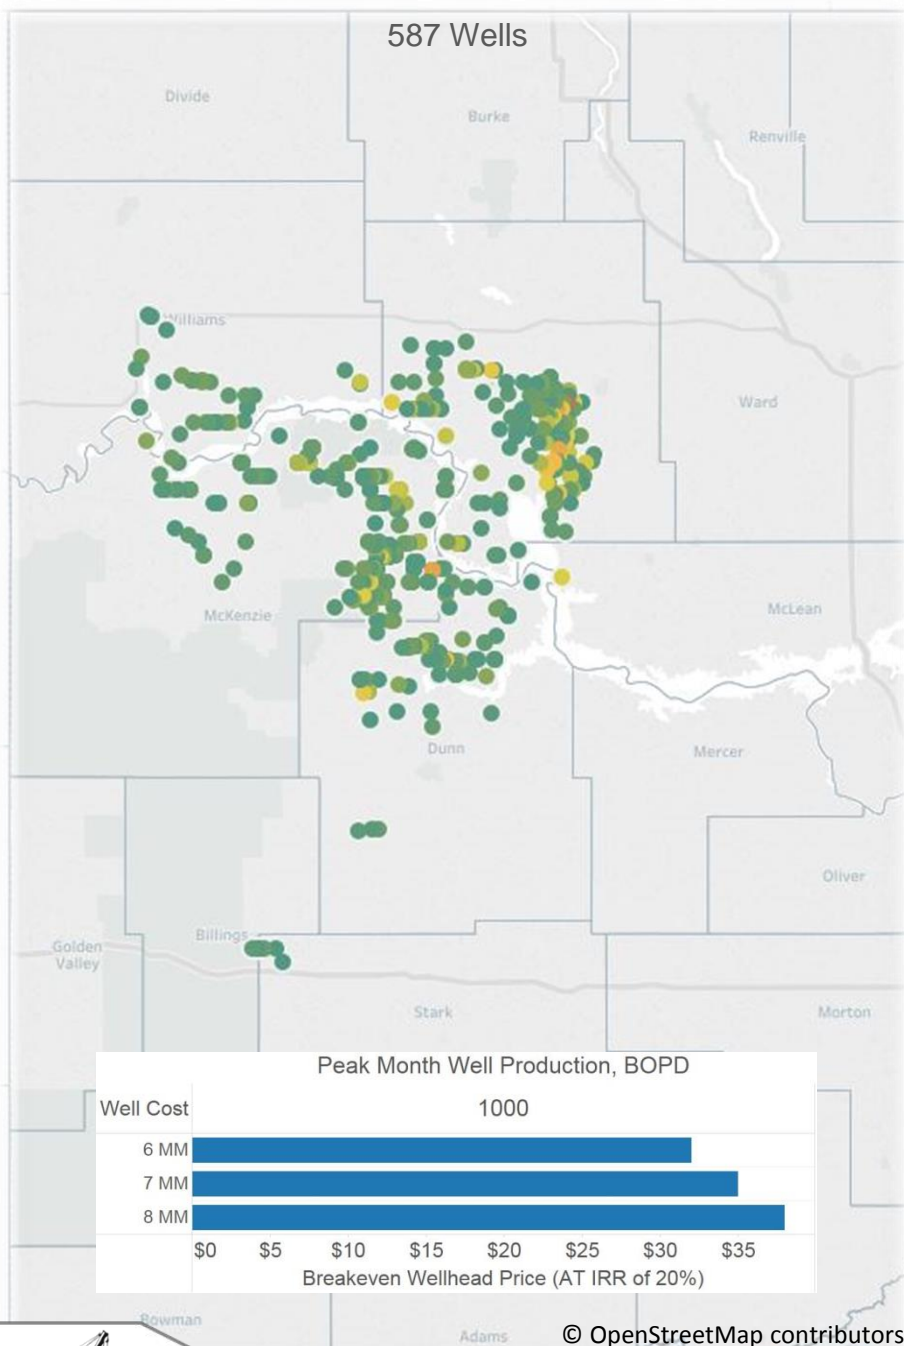 587 Wells
Divide
Burke
Renville
Williams
Ward
McKenzie
McLean
Dunn
Mercer
Oliver
Billings
Golden
Valley
Stark
Morton
Peak Month Well Production, BOPD
Well Cost 1000
6 MM
7 MM
8 MM
$0 $5 $10 $15 $20 $25 $30 $35
Breakeven Wellhead Price (AT IRR of 20%)
Bowman
Adams
© OpenStreetMap contributors